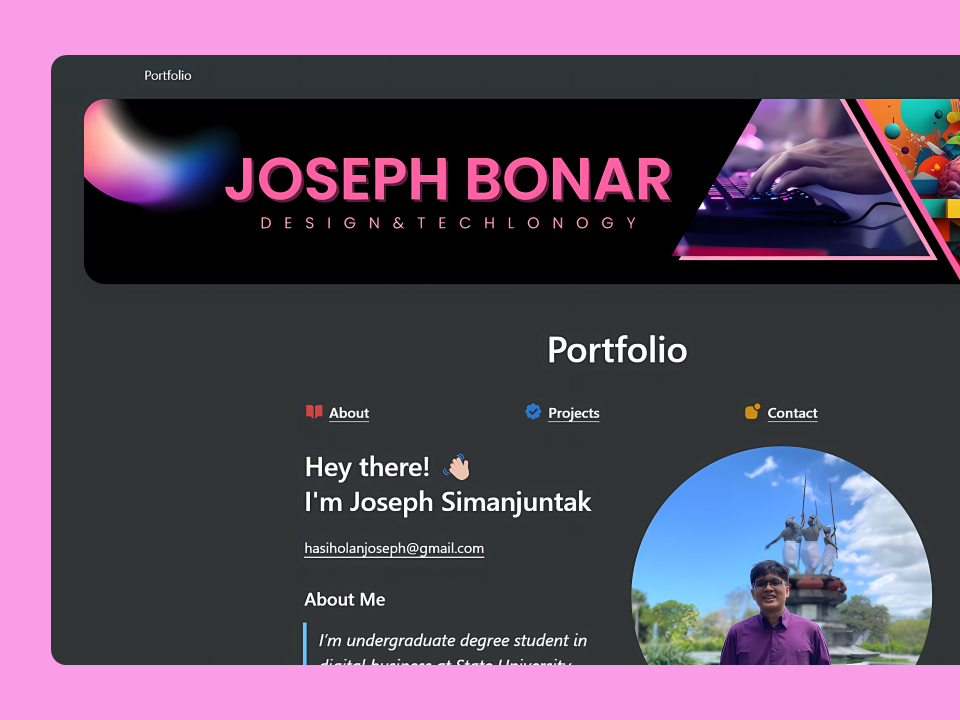 Portfolio
JOSEPH BONAR
DESIGN&TECHLONOGY
Portfolio
About
Projects
Contact
Hey there!
I'm Joseph Simanjuntak
hasiholanjoseph@gmail.com
About Me
I'm undergraduate degree student in
digital business at State University